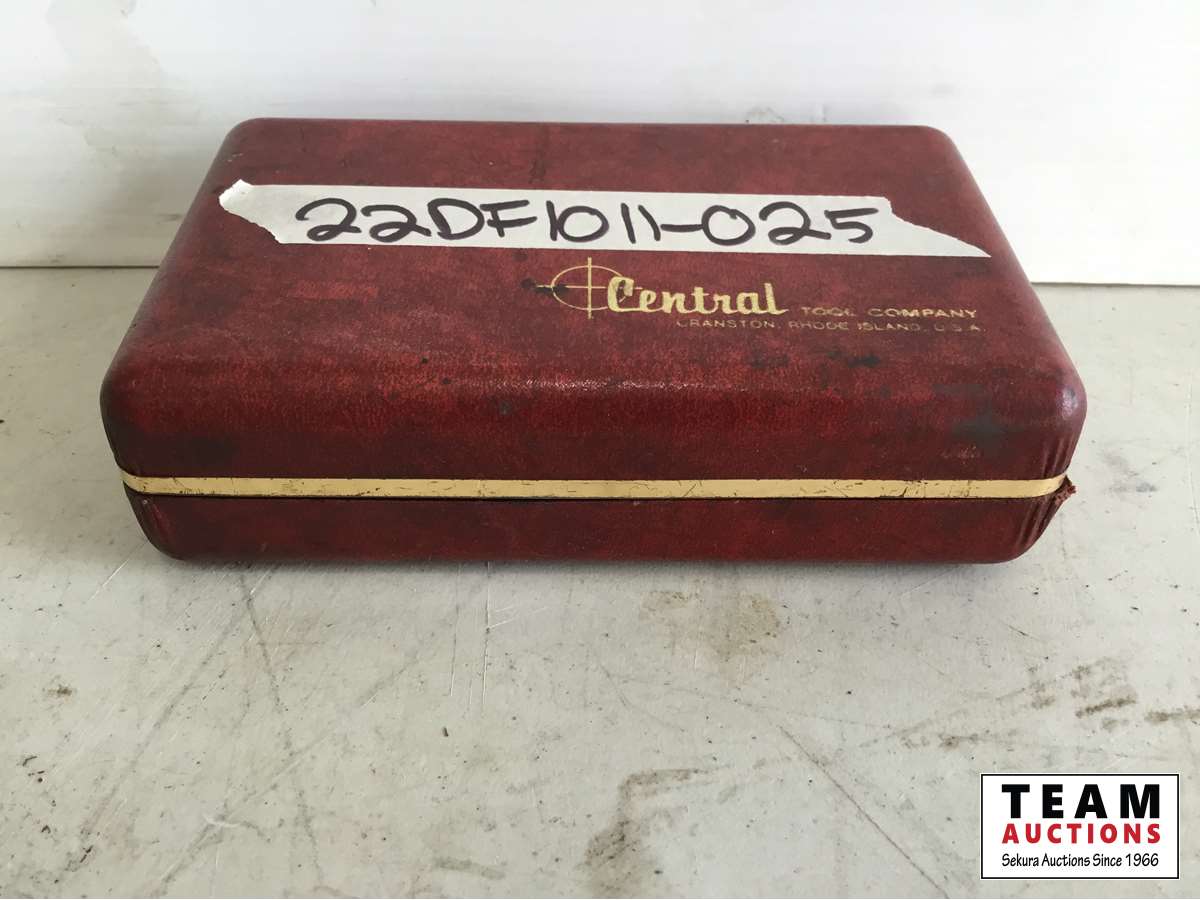 22DF1011-025
Central TOOL COMPANY
CRANSTON, RHODE ISLAND, U.S.A.
TEAM
AUCTIONS
Sekura Auctions Since 1966